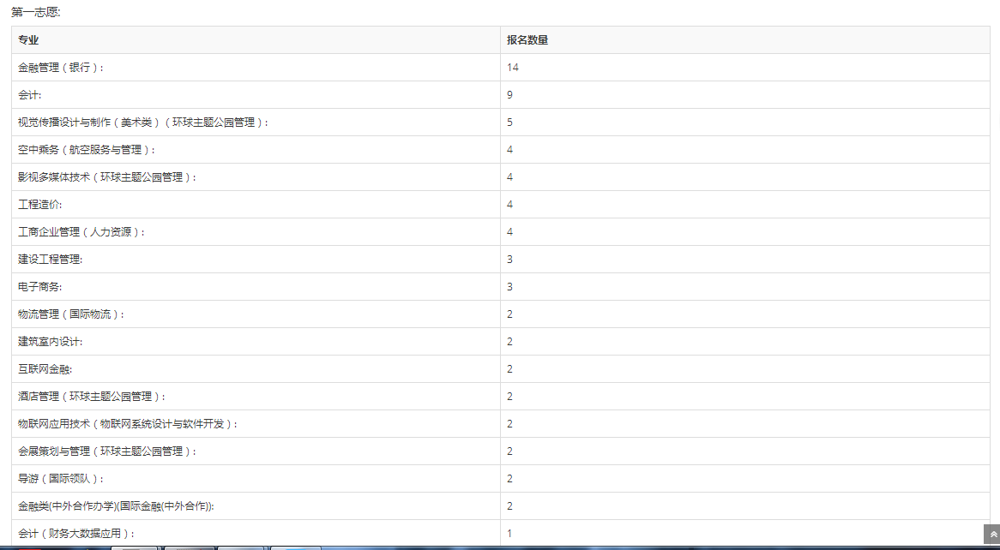 第一志愿:
专业 报名数量
金融管理（银行）: 14
会计: 9
视觉传播设计与制作（美术类）（环球主题公园管理）: 5
空中乘务（航空服务与管理）: 4
影视多媒体技术（环球主题公园管理）: 4
工程造价: 4
工商企业管理（人力资源）: 4
建设工程管理: 3
电子商务: 3
物流管理（国际物流）: 2
建筑室内设计: 2
互联网金融: 2
酒店管理（环球主题公园管理）: 2
物联网应用技术（物联网系统设计与软件开发）: 2
会展策划与管理（环球主题公园管理）: 2
导游（国际领队）: 2
金融类(中外合作办学)(国际金融(中外合作)): 2
会计（财务大数据应用）: 1